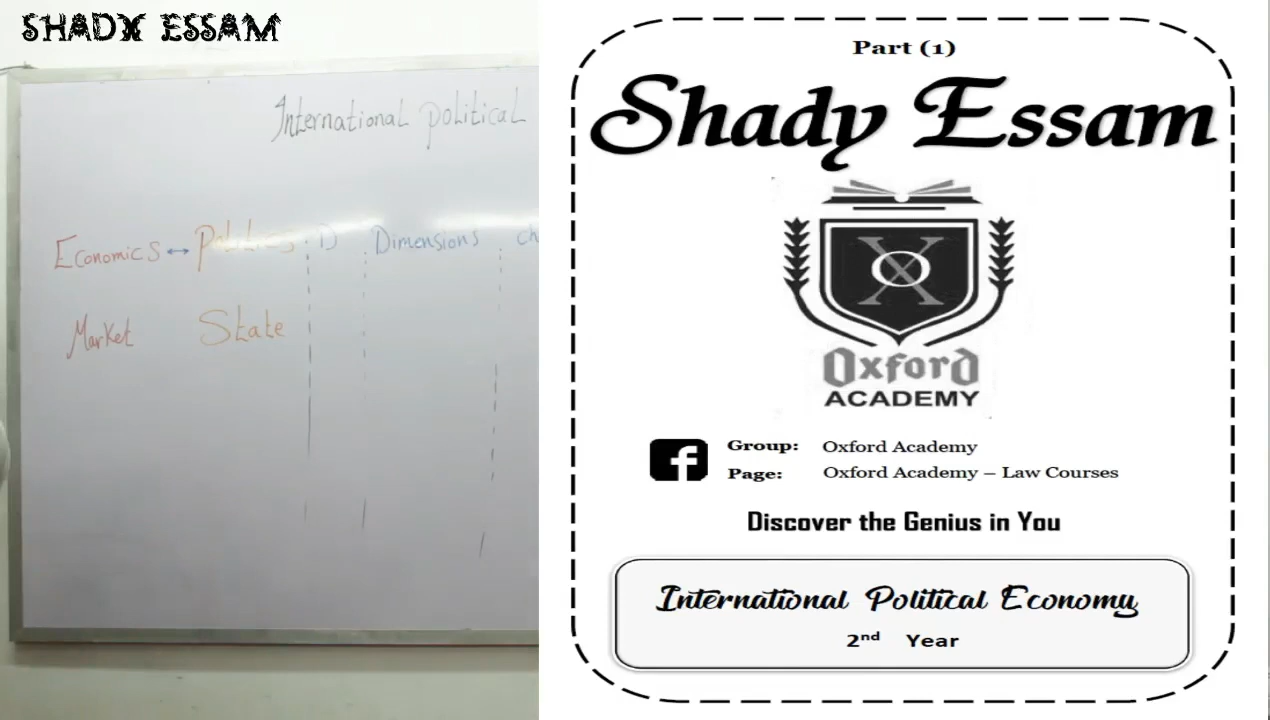 SHADY ESSAM
International political
Economics ↔ Politics D Dimensions ch
Market State
Part (1)
Shady Essam
X O
Oxford
ACADEMY
Group: Oxford Academy
Page: Oxford Academy – Law Courses
Discover the Genius in You
International Political Economy
2nd Year